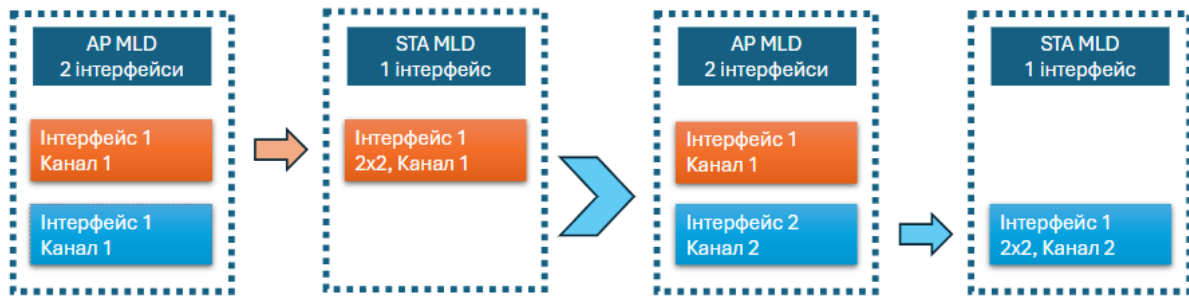 AP MLD
2 інтерфейси
Інтерфейс 1
Канал 1
Інтерфейс 1
Канал 1
STA MLD
1 інтерфейс
Інтерфейс 1
2x2, Канал 1
AP MLD
2 інтерфейси
Інтерфейс 1
Канал 1
Інтерфейс 2
Канал 2
STA MLD
1 інтерфейс
Інтерфейс 1
2x2, Канал 2